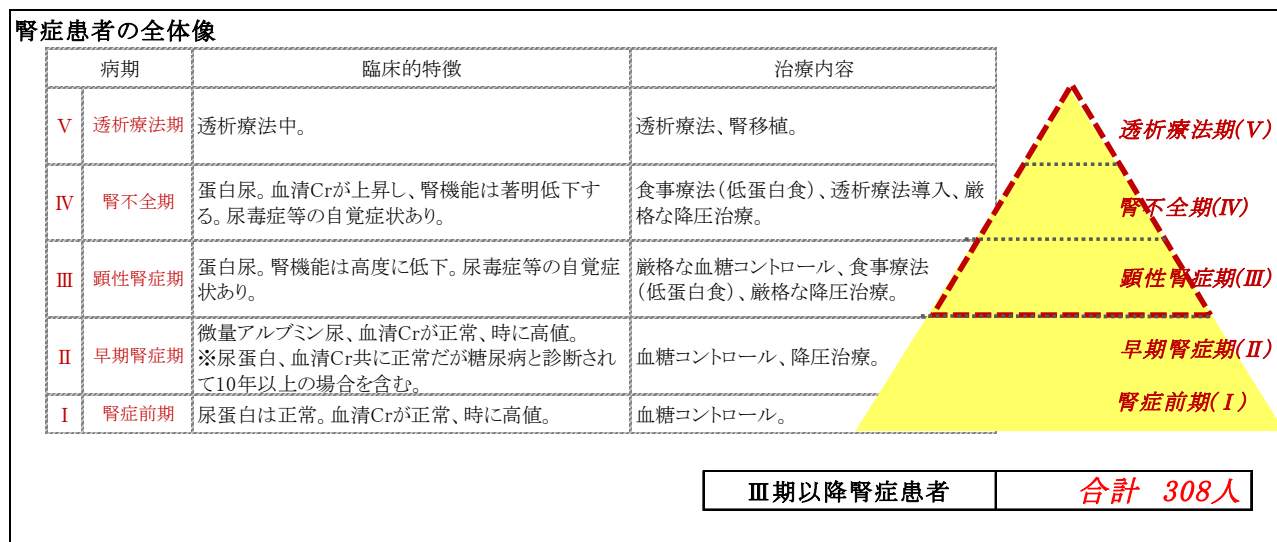 腎症患者の全体像
病期 臨床的特徴 治療内容
Ⅴ 透析療法期 透析療法中。 透析療法、腎移植。
Ⅳ 腎不全期 蛋白尿。血清Crが上昇し、腎機能は著明低下す
る。尿毒症等の自覚症状あり。
食事療法(低蛋白食)、透析療法導入、厳
格な降圧治療。
Ⅲ 顕性腎症期 蛋白尿。腎機能は高度に低下。尿毒症等の自覚症
状あり。
厳格な血糖コントロール、食事療法
(低蛋白食)、厳格な降圧治療。
Ⅱ 早期腎症期 微量アルブミン尿、血清Crが正常、時に高値。
※尿蛋白、血清Cr共に正常だが糖尿病と診断され
て10年以上の場合を含む。
血糖コントロール、降圧治療。
Ⅰ 腎症前期 尿蛋白は正常。血清Crが正常、時に高値。 血糖コントロール。
透析療法期(Ⅴ)
腎不全期(Ⅳ)
顕性腎症期(Ⅲ)
早期腎症期(Ⅱ)
腎症前期(Ⅰ)
Ⅲ期以降腎症患者 合計 308人